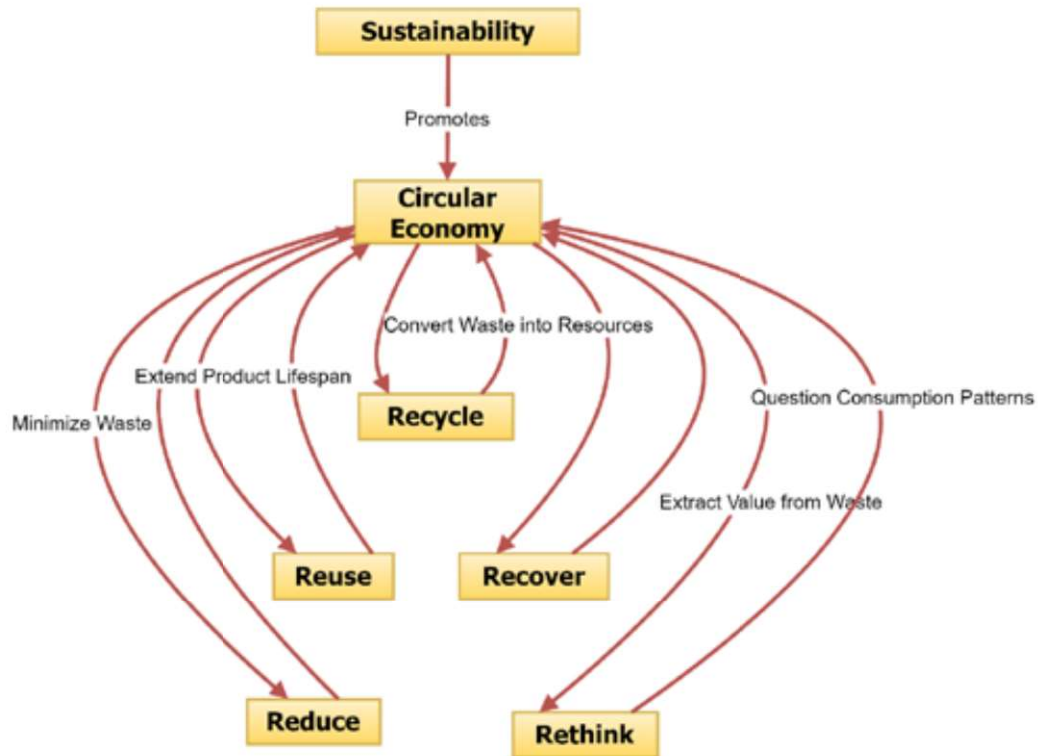 Sustainability
Promotes
Circular
Economy
Convert Waste into Resources
Extend Product Lifespan
Question Consumption Patterns
Minimize Waste
Recycle
Extract Value from Waste
Reuse
Recover
Reduce
Rethink